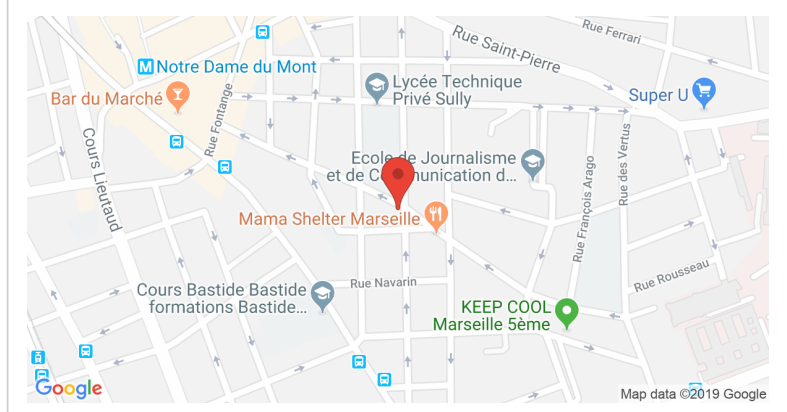 Rue Ferrari
Rue Saint-Pierre
M Notre Dame du Mont
Lycée Technique
Privé Sully
Super U
Bar du Marché
Rue Fontange
Cours Lieutaud
Ecole de Journalisme
et de Communication d...
Rue François Arago
Rue des Vertus
Mama Shelter Marseille
Rue Rousseau
Rue Navarin
Cours Bastide Bastide
formations Bastide...
KEEP COOL
Marseille 5ème
Google
Map data ©2019 Google